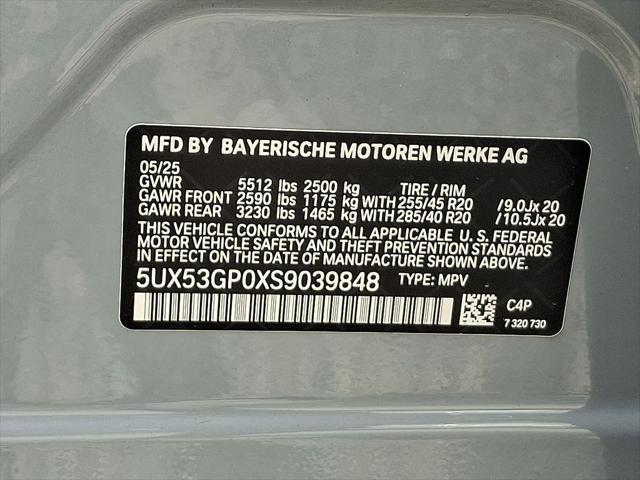 MFD BY BAYERISCHE MOTOREN WERKE AG
05/25
GVWR 5512 lbs 2500 kg TIRE / RIM
GAWR FRONT 2590 lbs 1175 kg WITH 255/45 R20 /9.0Jx 20
GAWR REAR 3230 lbs 1465 kg WITH 285/40 R20 /10.5Jx 20
THIS VEHICLE CONFORMS TO ALL APPLICABLE U. S. FEDERAL
MOTOR VEHICLE SAFETY AND THEFT PREVENTION STANDARDS
IN EFFECT ON THE DATE OF MANUFACTURE SHOWN ABOVE.
5UX53GP0XS9039848 TYPE: MPV
C4P
7 320 730